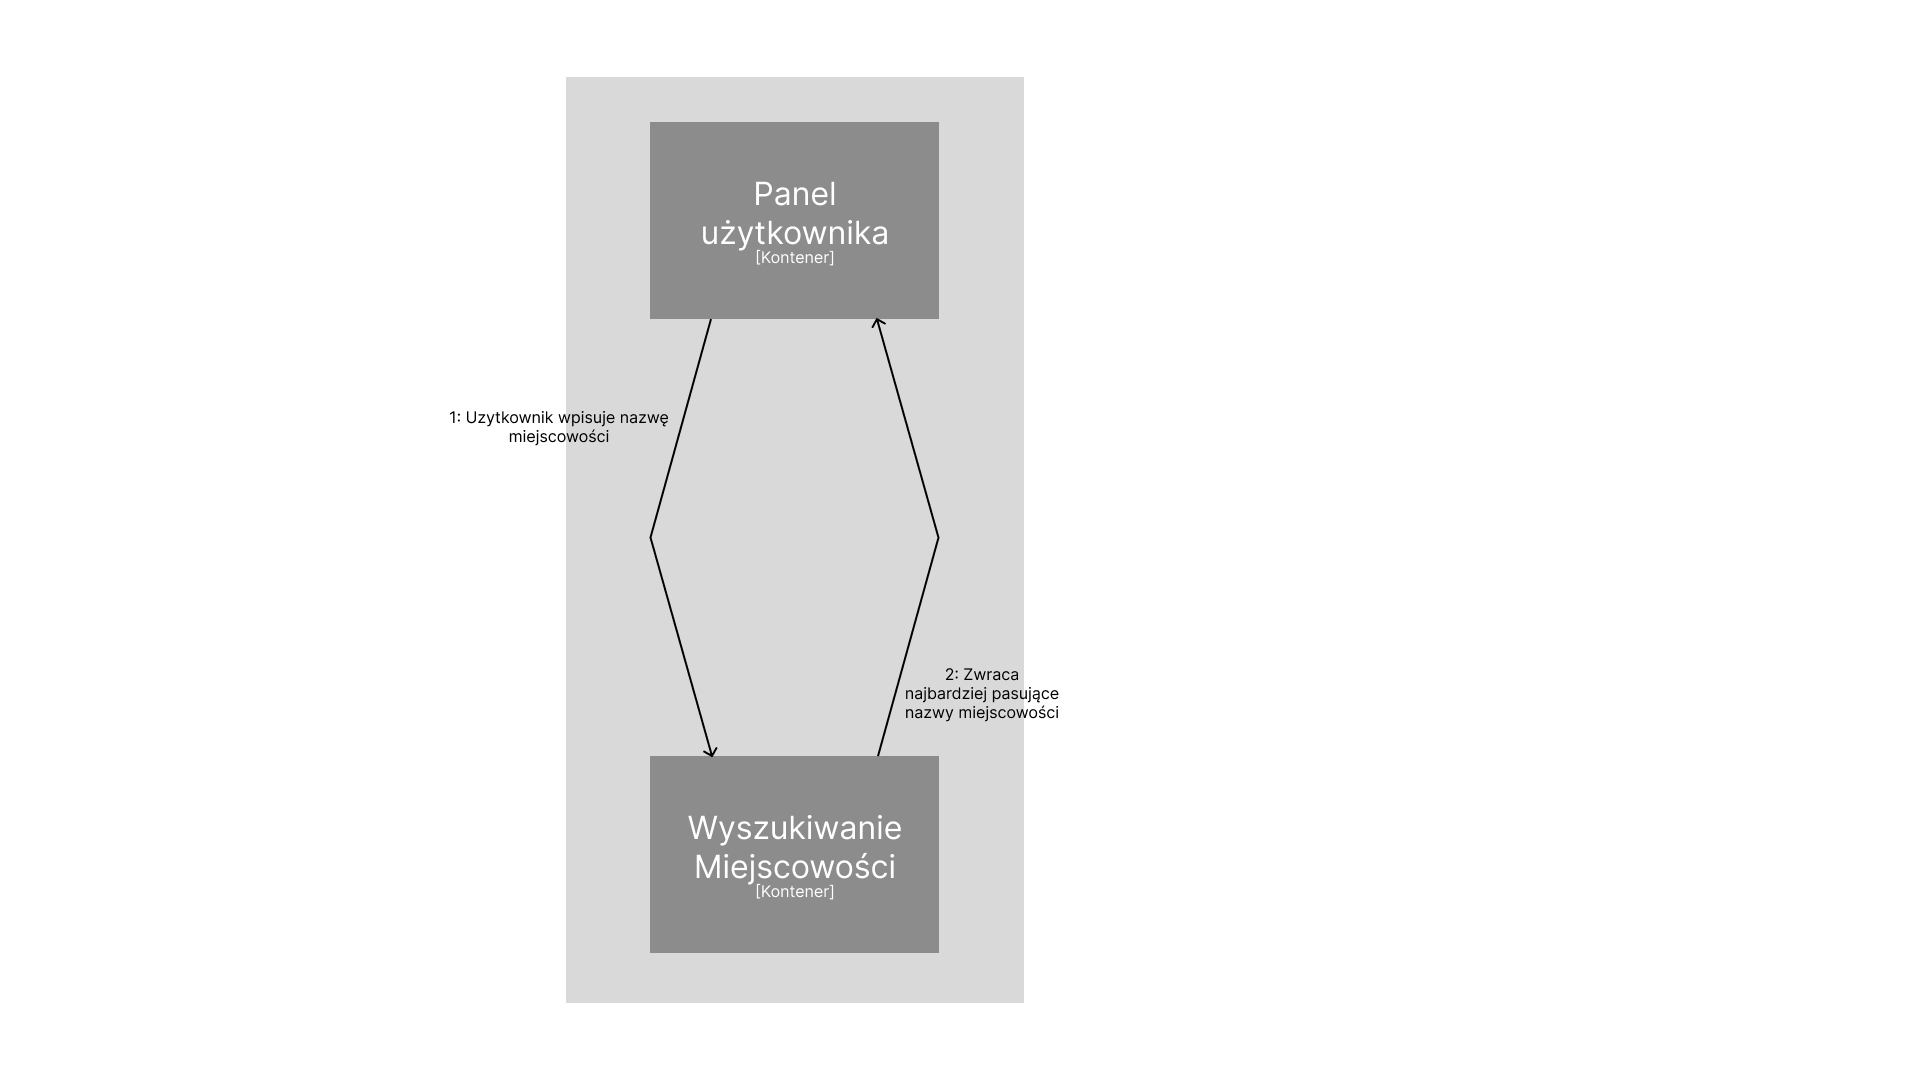 Panel
użytkownika
[Kontener]
1: Uzytkownik wpisuje nazwę
miejscowości
2: Zwraca
najbardziej pasujące
nazwy miejscowości
Wyszukiwanie
Miejscowości
[Kontener]